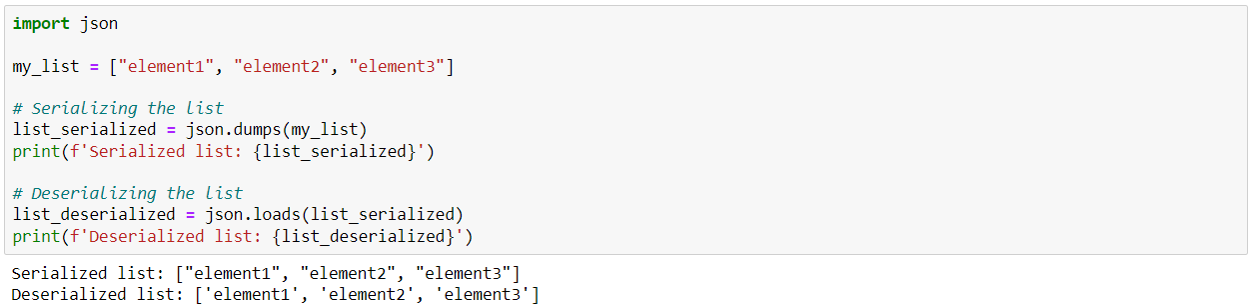 import json
my_list = ["element1", "element2", "element3"]
# Serializing the list
list_serialized = json.dumps(my_list)
print(f'Serialized list: {list_serialized}')
# Deserializing the list
list_deserialized = json.loads(list_serialized)
print(f'Deserialized list: {list_deserialized}')
Serialized list: ["element1", "element2", "element3"]
Deserialized list: ['element1', 'element2', 'element3']